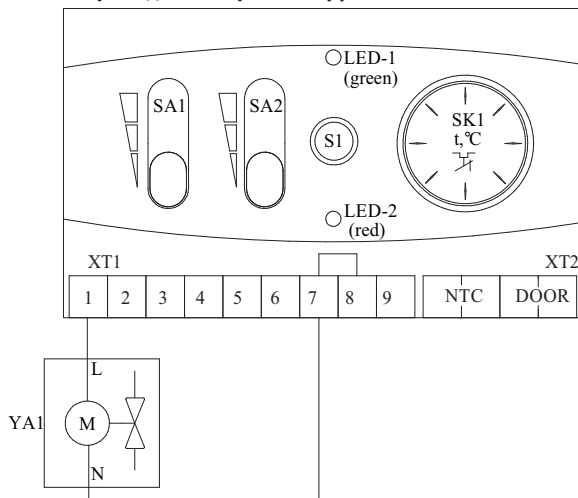 LED-1
(green)
SA1
SA2
SK1
t,°C
S1
LED-2
(red)
XT1
XT2
1 2 3 4 5 6 7 8 9 NTC DOOR
L
YA1
M
N